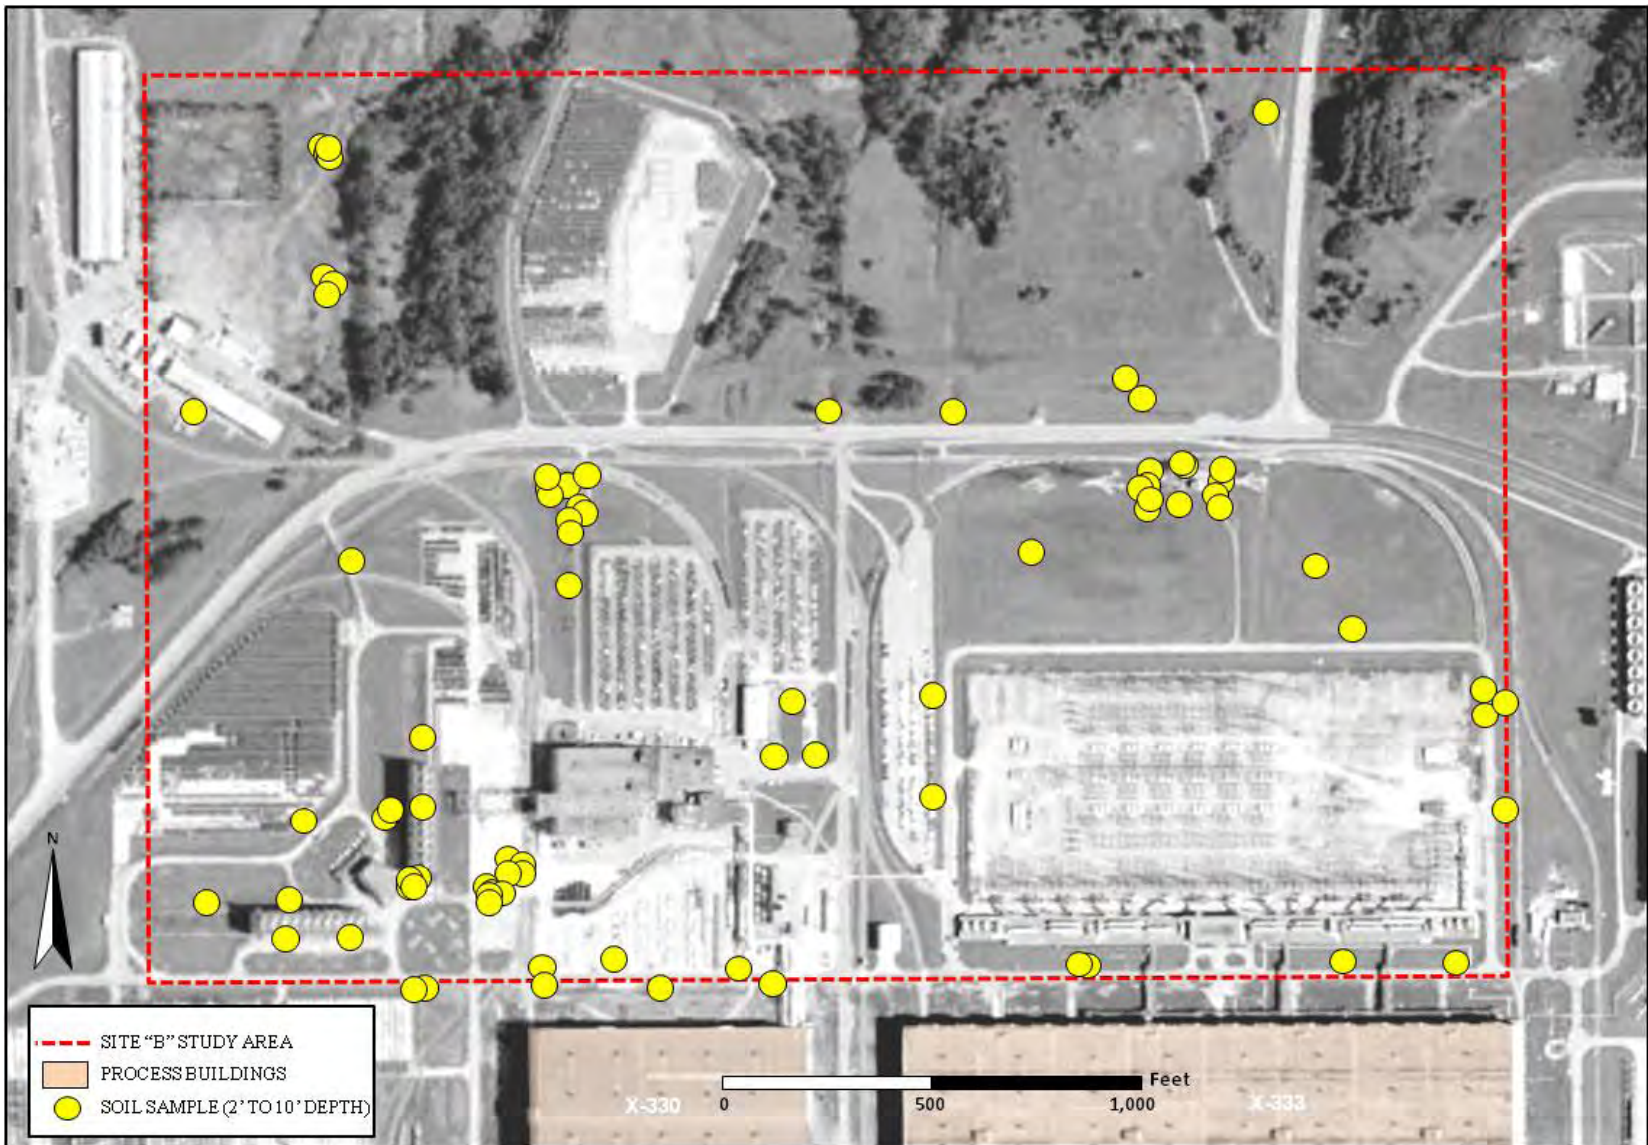 N
SITE "B" STUDY AREA
PROCESS BUILDINGS
SOIL SAMPLE (2' TO 10' DEPTH)
Feet
0 500 1,000
X-330
X-333